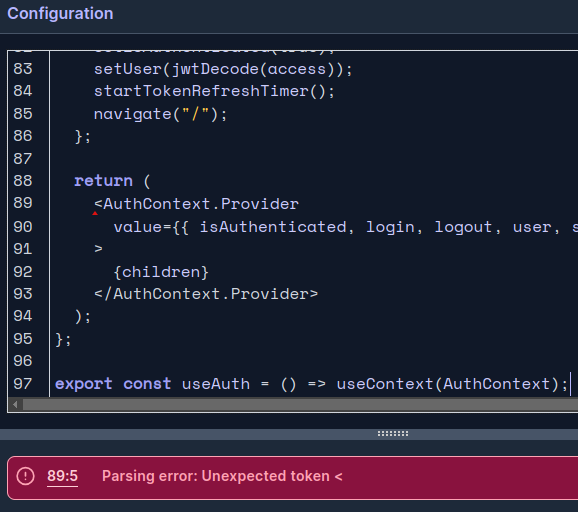 Configuration
83 setUser(jwtDecode(access));
84 startTokenRefreshTimer();
85 navigate("/");
86 };
87
88 return (
89 <AuthContext.Provider
90 value={{ isAuthenticated, login, logout, user, s
91 >
92 {children}
93 </AuthContext.Provider>
94 );
95 };
96
97 export const useAuth = () => useContext(AuthContext);
89:5 Parsing error: Unexpected token <